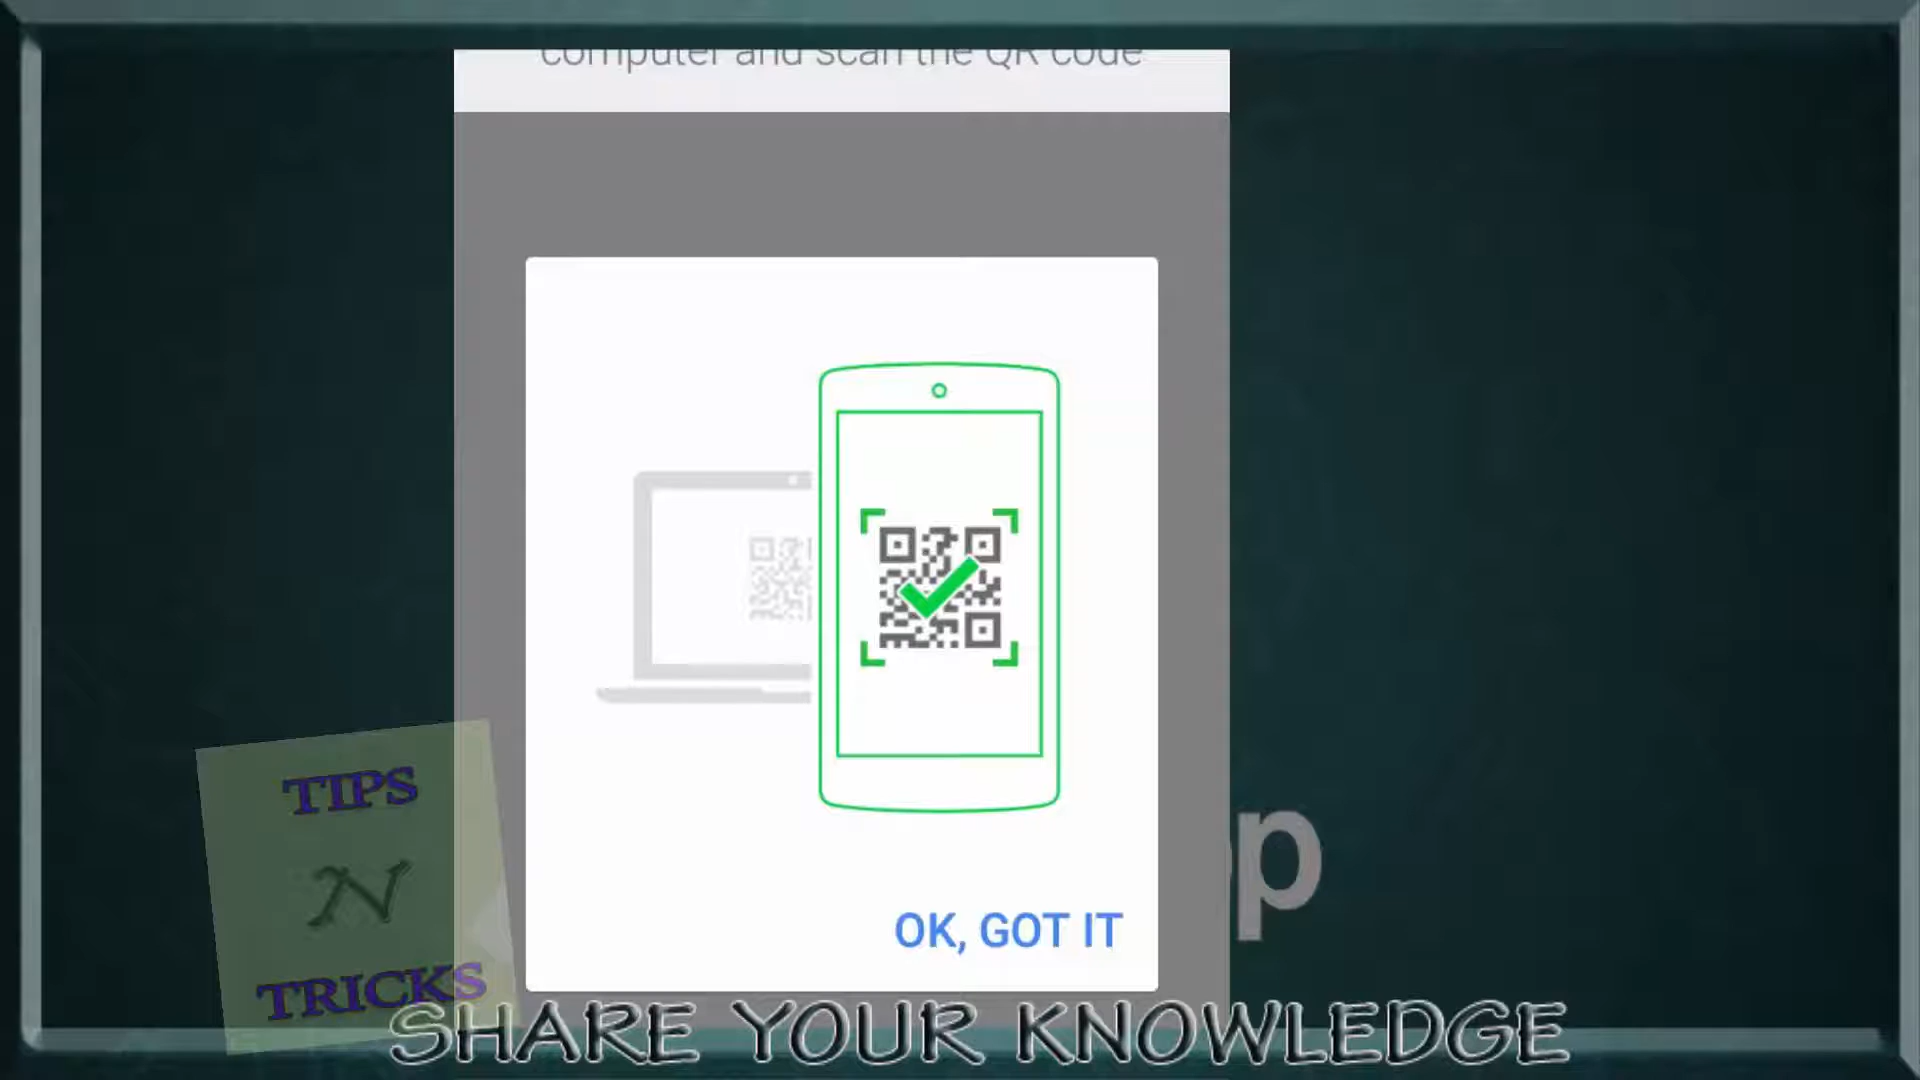 computer and scan the QR code
OK, GOT IT
p
TIPS
N
TRICKS
SHARE YOUR KNOWLEDGE